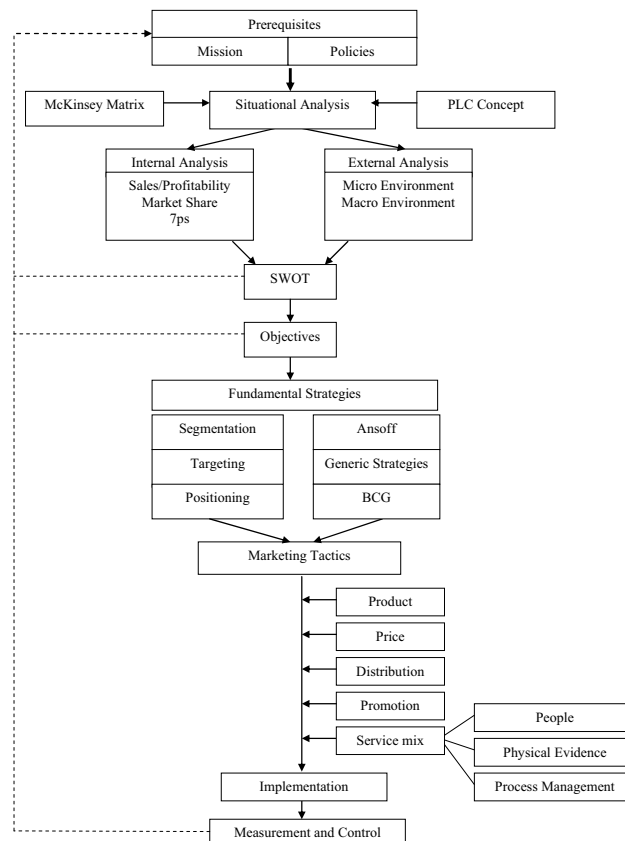 Prerequisites
Mission
Policies
McKinsey Matrix
Situational Analysis
PLC Concept
Internal Analysis
Sales/Profitability
Market Share
7ps
External Analysis
Micro Environment
Macro Environment
SWOT
Objectives
Fundamental Strategies
Segmentation
Ansoff
Targeting
Generic Strategies
Positioning
BCG
Marketing Tactics
Product
Price
Distribution
Promotion
Service mix
People
Physical Evidence
Process Management
Implementation
Measurement and Control